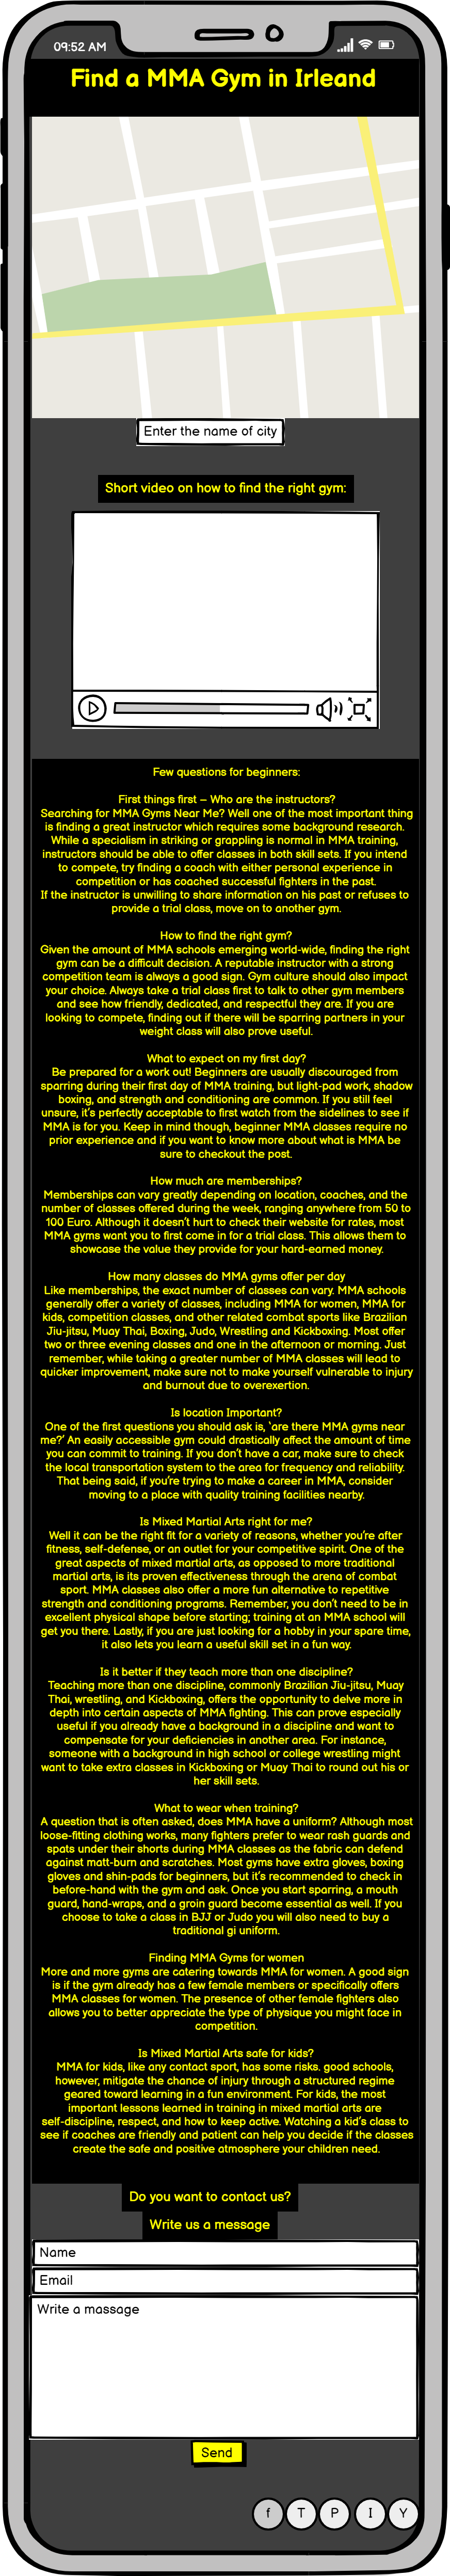 09:52 AM
Find a MMA Gym in Irleand
Enter the name of city
Short video on how to find the right gym:
Few questions for beginners:
First things first – Who are the instructors?
Searching for MMA Gyms Near Me? Well one of the most important thing
is finding a great instructor which requires some background research.
While a specialism in striking or grappling is normal in MMA training,
instructors should be able to offer classes in both skill sets. If you intend
to compete, try finding a coach with either personal experience in
competition or has coached successful fighters in the past.
If the instructor is unwilling to share information on his past or refuses to
provide a trial class, move on to another gym.
How to find the right gym?
Given the amount of MMA schools emerging world-wide, finding the right
gym can be a difficult decision. A reputable instructor with a strong
competition team is always a good sign. Gym culture should also impact
your choice. Always take a trial class first to talk to other gym members
and see how friendly, dedicated, and respectful they are. If you are
looking to compete, finding out if there will be sparring partners in your
weight class will also prove useful.
What to expect on my first day?
Be prepared for a work out! Beginners are usually discouraged from
sparring during their first day of MMA training, but light-pad work, shadow
boxing, and strength and conditioning are common. If you still feel
unsure, it's perfectly acceptable to first watch from the sidelines to see if
MMA is for you. Keep in mind though, beginner MMA classes require no
prior experience and if you want to know more about what is MMA be
sure to checkout the post.
How much are memberships?
Memberships can vary greatly depending on location, coaches, and the
number of classes offered during the week, ranging anywhere from 50 to
100 Euro. Although it doesn't hurt to check their website for rates, most
MMA gyms want you to first come in for a trial class. This allows them to
showcase the value they provide for your hard-earned money.
How many classes do MMA gyms offer per day
Like memberships, the exact number of classes can vary. MMA schools
generally offer a variety of classes, including MMA for women, MMA for
kids, competition classes, and other related combat sports like Brazilian
Jiu-jitsu, Muay Thai, Boxing, Judo, Wrestling and Kickboxing. Most offer
two or three evening classes and one in the afternoon or morning. Just
remember, while taking a greater number of MMA classes will lead to
quicker improvement, make sure not to make yourself vulnerable to injury
and burnout due to overexertion.
Is location Important?
One of the first questions you should ask is, 'are there MMA gyms near
me?' An easily accessible gym could drastically affect the amount of time
you can commit to training. If you don't have a car, make sure to check
the local transportation system to the area for frequency and reliability.
That being said, if you're trying to make a career in MMA, consider
moving to a place with quality training facilities nearby.
Is Mixed Martial Arts right for me?
Well it can be the right fit for a variety of reasons, whether you're after
fitness, self-defense, or an outlet for your competitive spirit. One of the
great aspects of mixed martial arts, as opposed to more traditional
martial arts, is its proven effectiveness through the arena of combat
sport. MMA classes also offer a more fun alternative to repetitive
strength and conditioning programs. Remember, you don't need to be in
excellent physical shape before starting; training at an MMA school will
get you there. Lastly, if you are just looking for a hobby in your spare time,
it also lets you learn a useful skill set in a fun way.
Is it better if they teach more than one discipline?
Teaching more than one discipline, commonly Brazilian Jiu-jitsu, Muay
Thai, wrestling, and Kickboxing, offers the opportunity to delve more in
depth into certain aspects of MMA fighting. This can prove especially
useful if you already have a background in a discipline and want to
compensate for your deficiencies in another area. For instance,
someone with a background in high school or college wrestling might
want to take extra classes in Kickboxing or Muay Thai to round out his or
her skill sets.
What to wear when training?
A question that is often asked, does MMA have a uniform? Although most
loose-fitting clothing works, many fighters prefer to wear rash guards and
spats under their shorts during MMA classes as the fabric can defend
against matt-burn and scratches. Most gyms have extra gloves, boxing
gloves and shin-pads for beginners, but it's recommended to check in
before-hand with the gym and ask. Once you start sparring, a mouth
guard, hand-wraps, and a groin guard become essential as well. If you
choose to take a class in BJJ or Judo you will also need to buy a
traditional gi uniform.
Finding MMA Gyms for women
More and more gyms are catering towards MMA for women. A good sign
is if the gym already has a few female members or specifically offers
MMA classes for women. The presence of other female fighters also
allows you to better appreciate the type of physique you might face in
competition.
Is Mixed Martial Arts safe for kids?
MMA for kids, like any contact sport, has some risks. good schools,
however, mitigate the chance of injury through a structured regime
geared toward learning in a fun environment. For kids, the most
important lessons learned in training in mixed martial arts are
self-discipline, respect, and how to keep active. Watching a kid's class to
see if coaches are friendly and patient can help you decide if the classes
create the safe and positive atmosphere your children need.
Do you want to contact us?
Write us a message
Name
Email
Write a massage
Send
f T P I Y